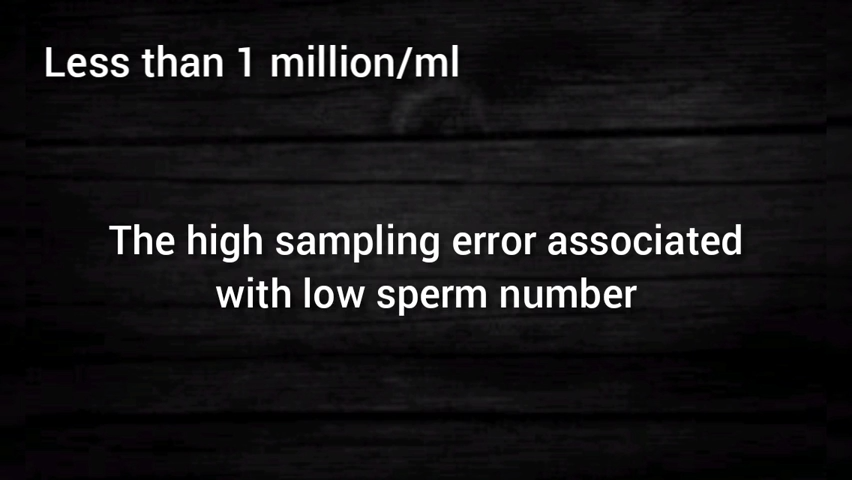 Less than 1 million/ml
The high sampling error associated
with low sperm number